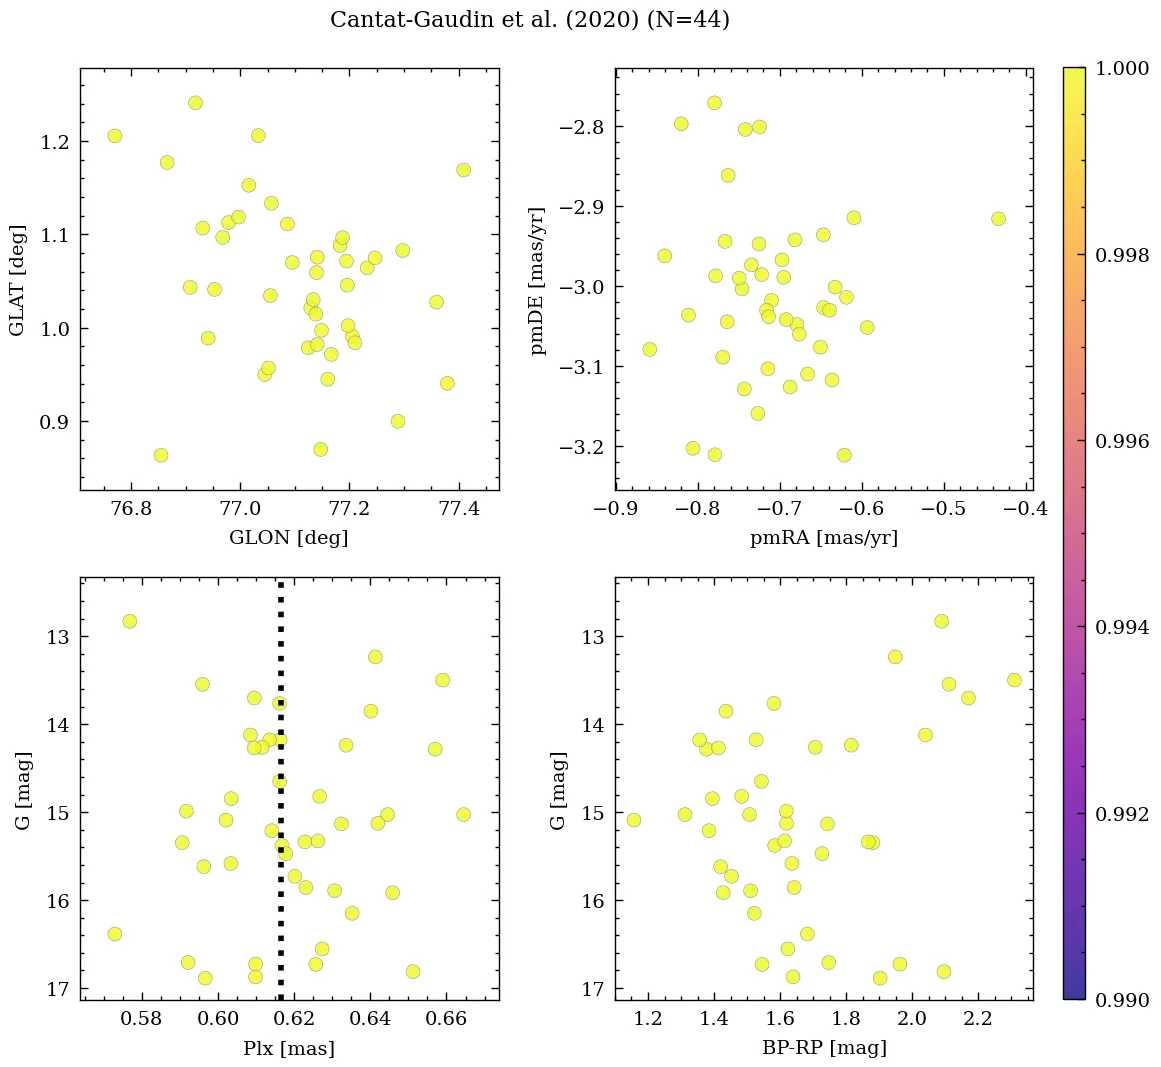 Cantat-Gaudin et al. (2020) (N=44)
GLAT [deg]
1.2
1.1
1.0
0.9
76.8 77.0 77.2 77.4
GLON [deg]
pmDE [mas/yr]
−2.8
−2.9
−3.0
−3.1
−3.2
−0.9 −0.8 −0.7 −0.6 −0.5 −0.4
pmRA [mas/yr]
G [mag]
13
14
15
16
17
0.58 0.60 0.62 0.64 0.66
Plx [mas]
G [mag]
13
14
15
16
17
1.2 1.4 1.6 1.8 2.0 2.2
BP-RP [mag]
1.000
0.998
0.996
0.994
0.992
0.990